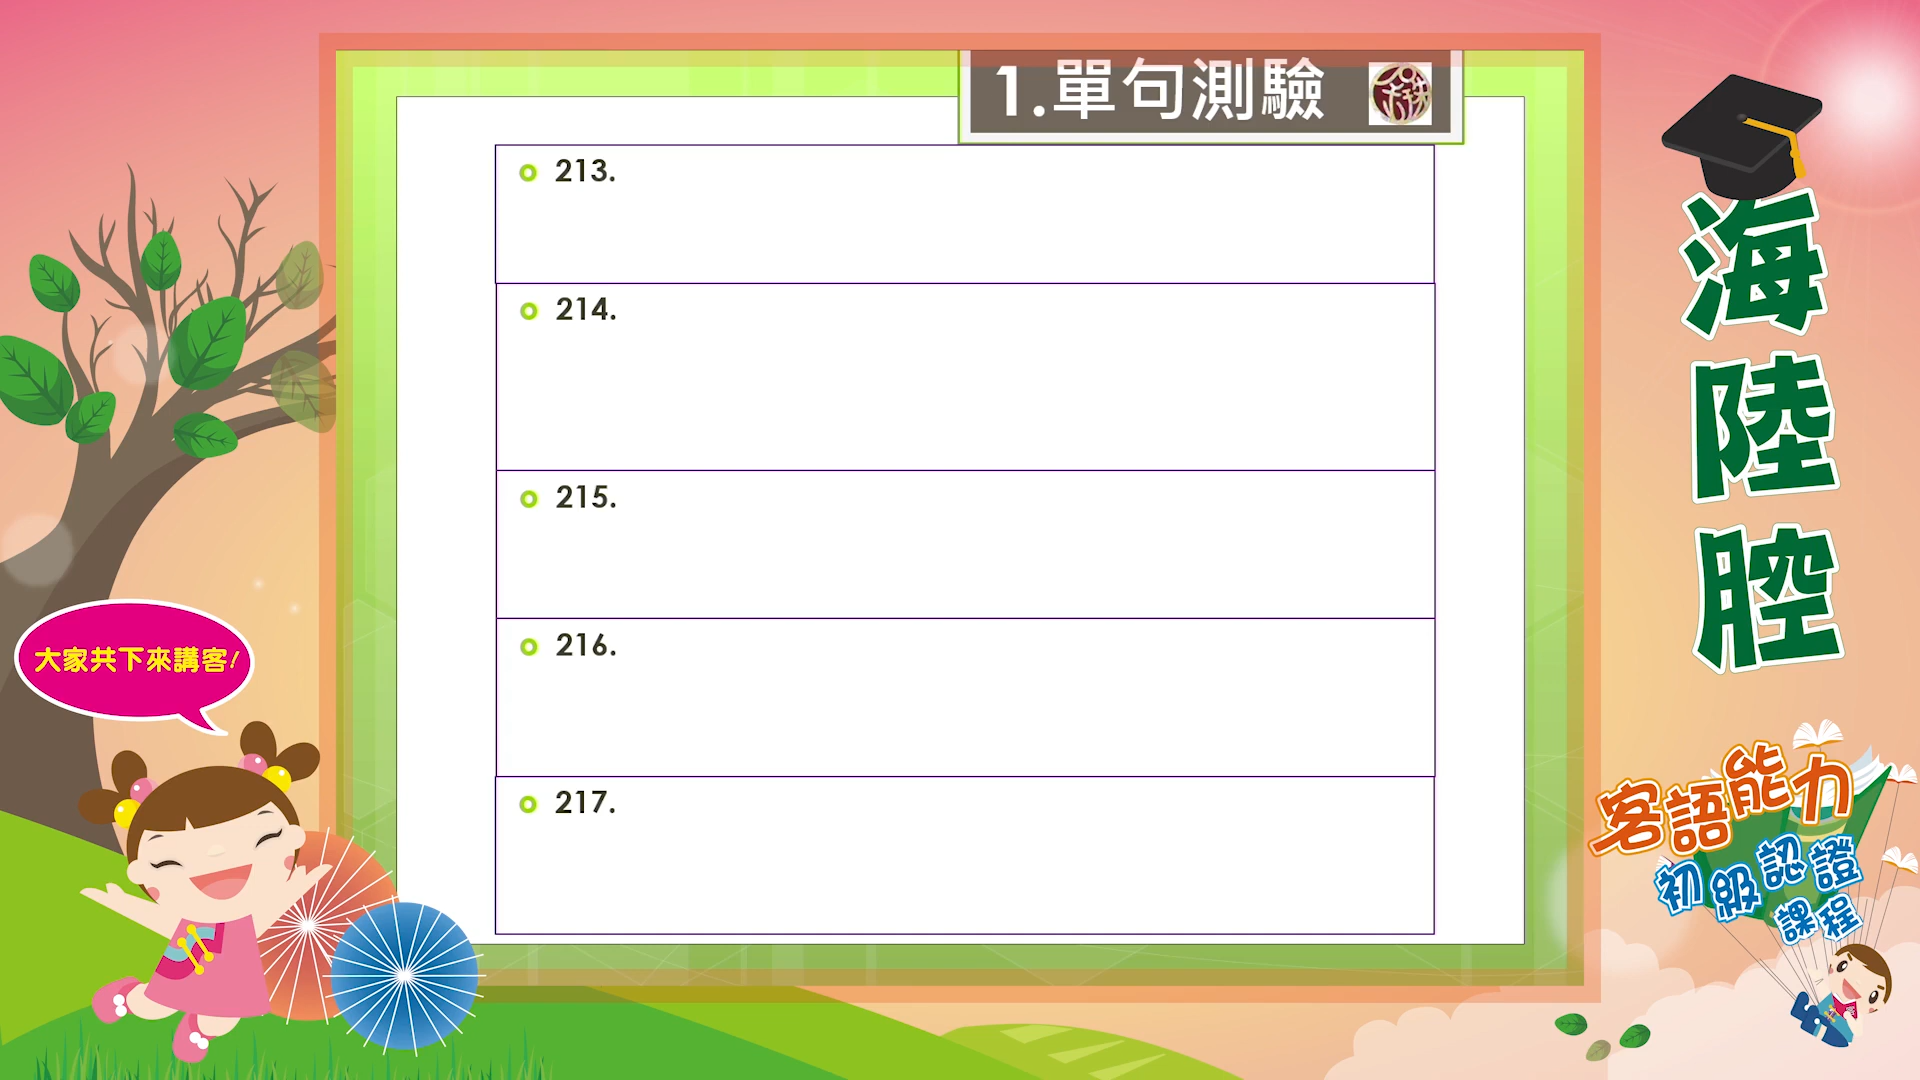 1.單句測驗
213.
214.
215.
216.
217.
大家共下來講客!
海陸腔
客語能力
初級認證
課程